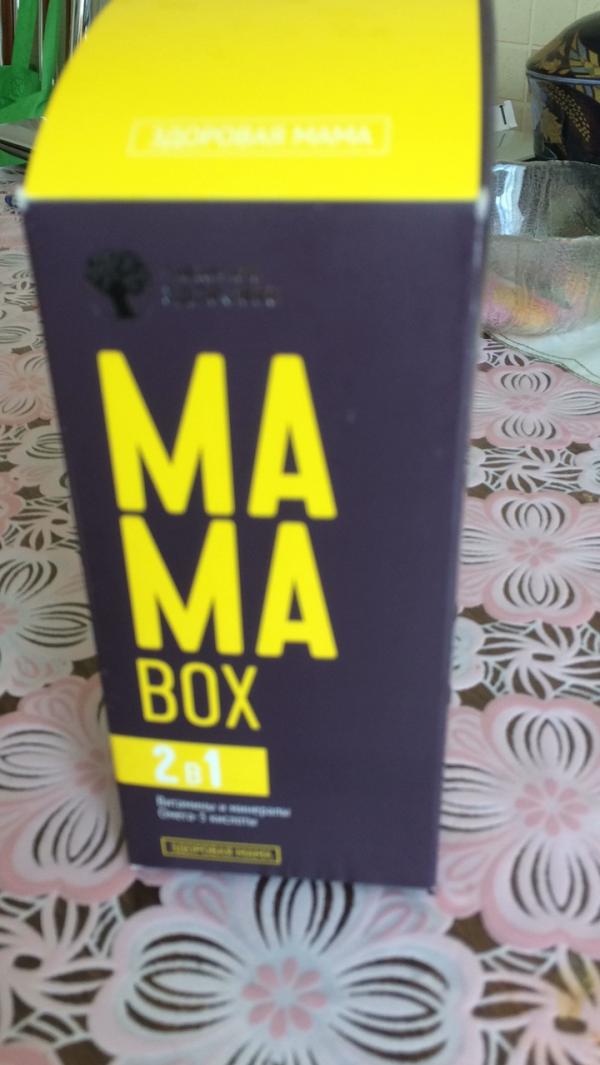 ЗДОРОВАЯ МАМА
MA
MA
BOX
2 в 1
Витамины и минералы
Омега-3 кислоты
ЗДОРОВАЯ МАМА